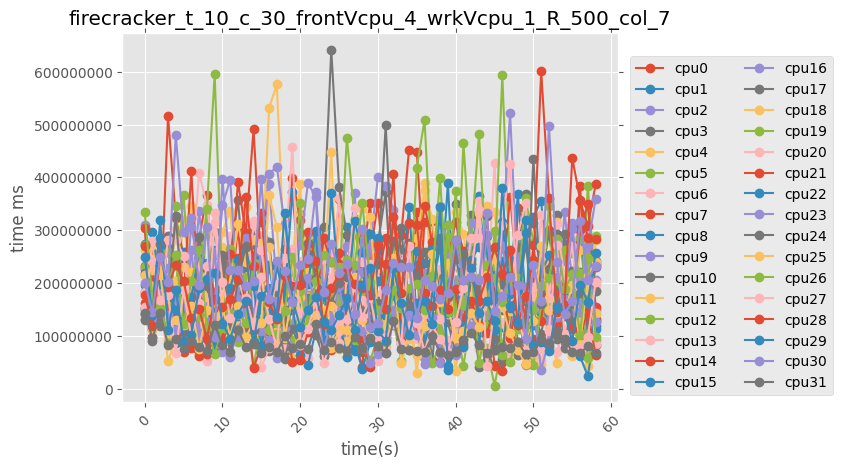 firecracker_t_10_c_30_frontVcpu_4_wrkVcpu_1_R_500_col_7
time ms
600000000
500000000
400000000
300000000
200000000
100000000
0
0 10 20 30 40 50 60
time(s)
cpu0
cpu1
cpu2
cpu3
cpu4
cpu5
cpu6
cpu7
cpu8
cpu9
cpu10
cpu11
cpu12
cpu13
cpu14
cpu15
cpu16
cpu17
cpu18
cpu19
cpu20
cpu21
cpu22
cpu23
cpu24
cpu25
cpu26
cpu27
cpu28
cpu29
cpu30
cpu31